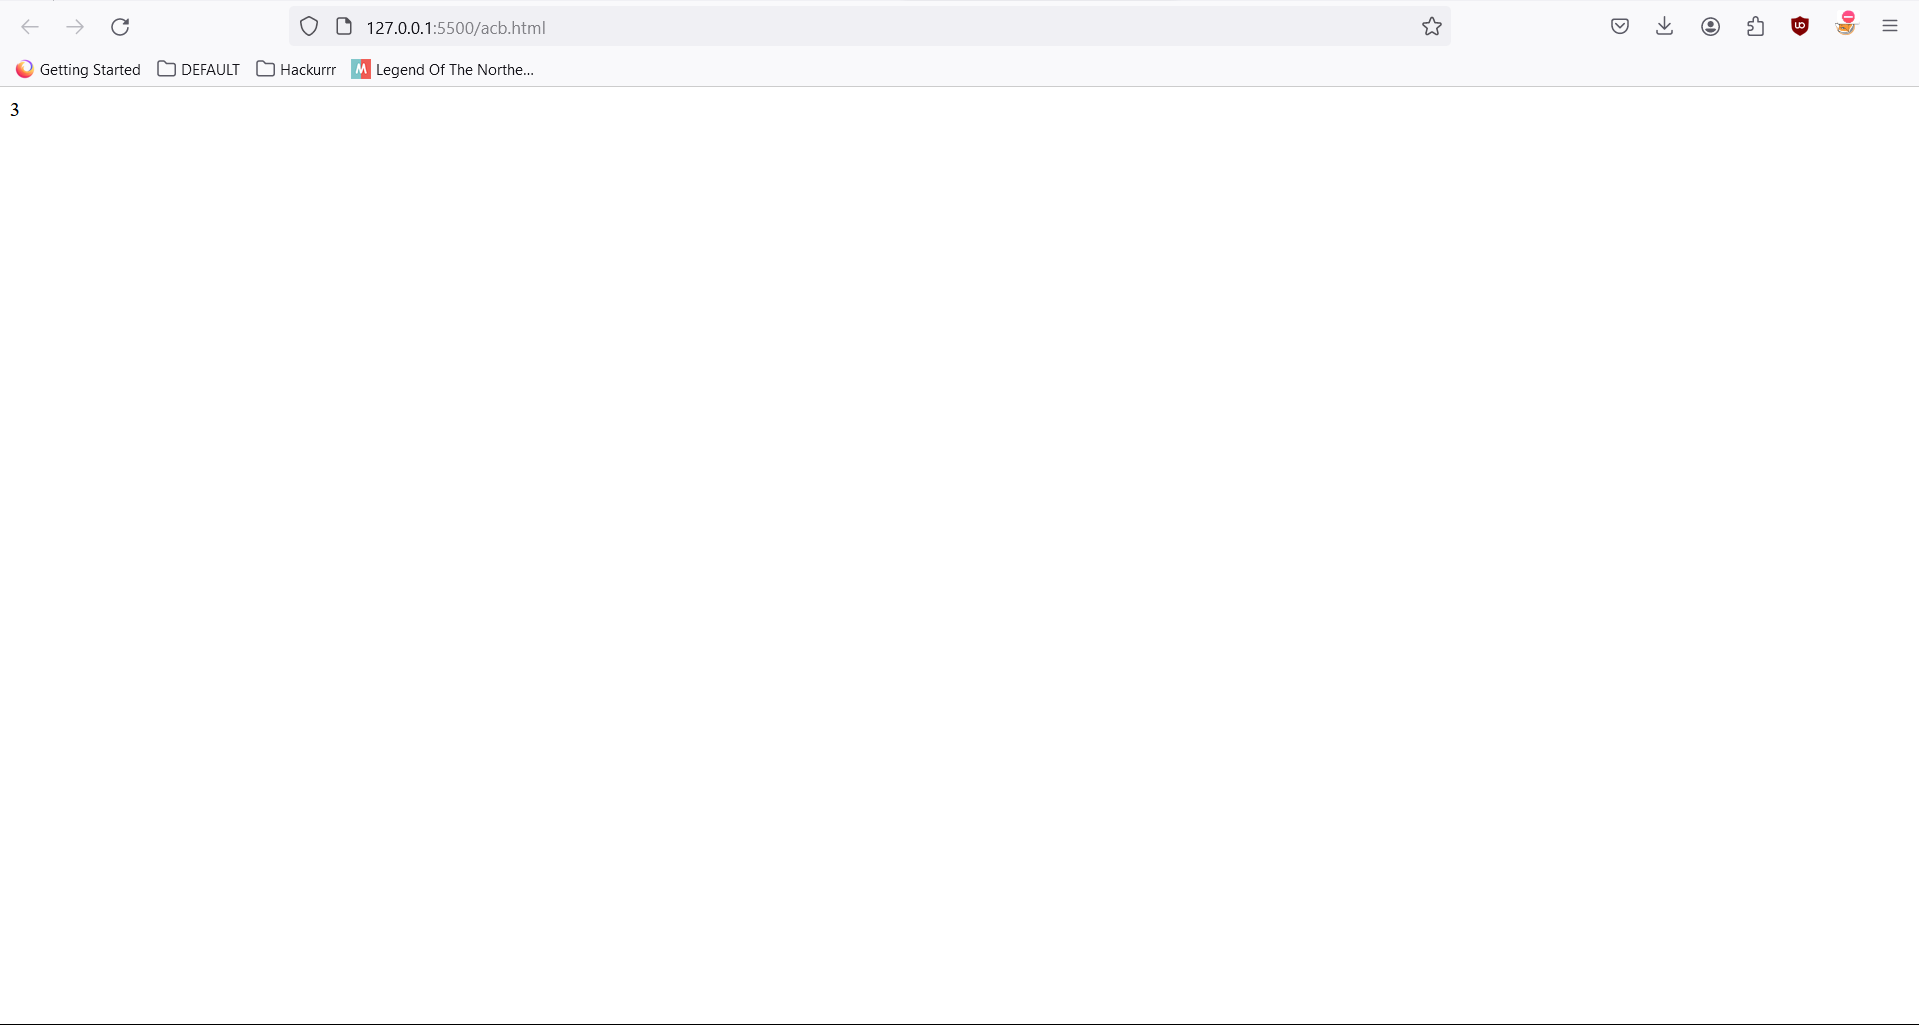 127.0.0.1:5500/acb.html
Getting Started DEFAULT Hackurrr M Legend Of The Northe...
3